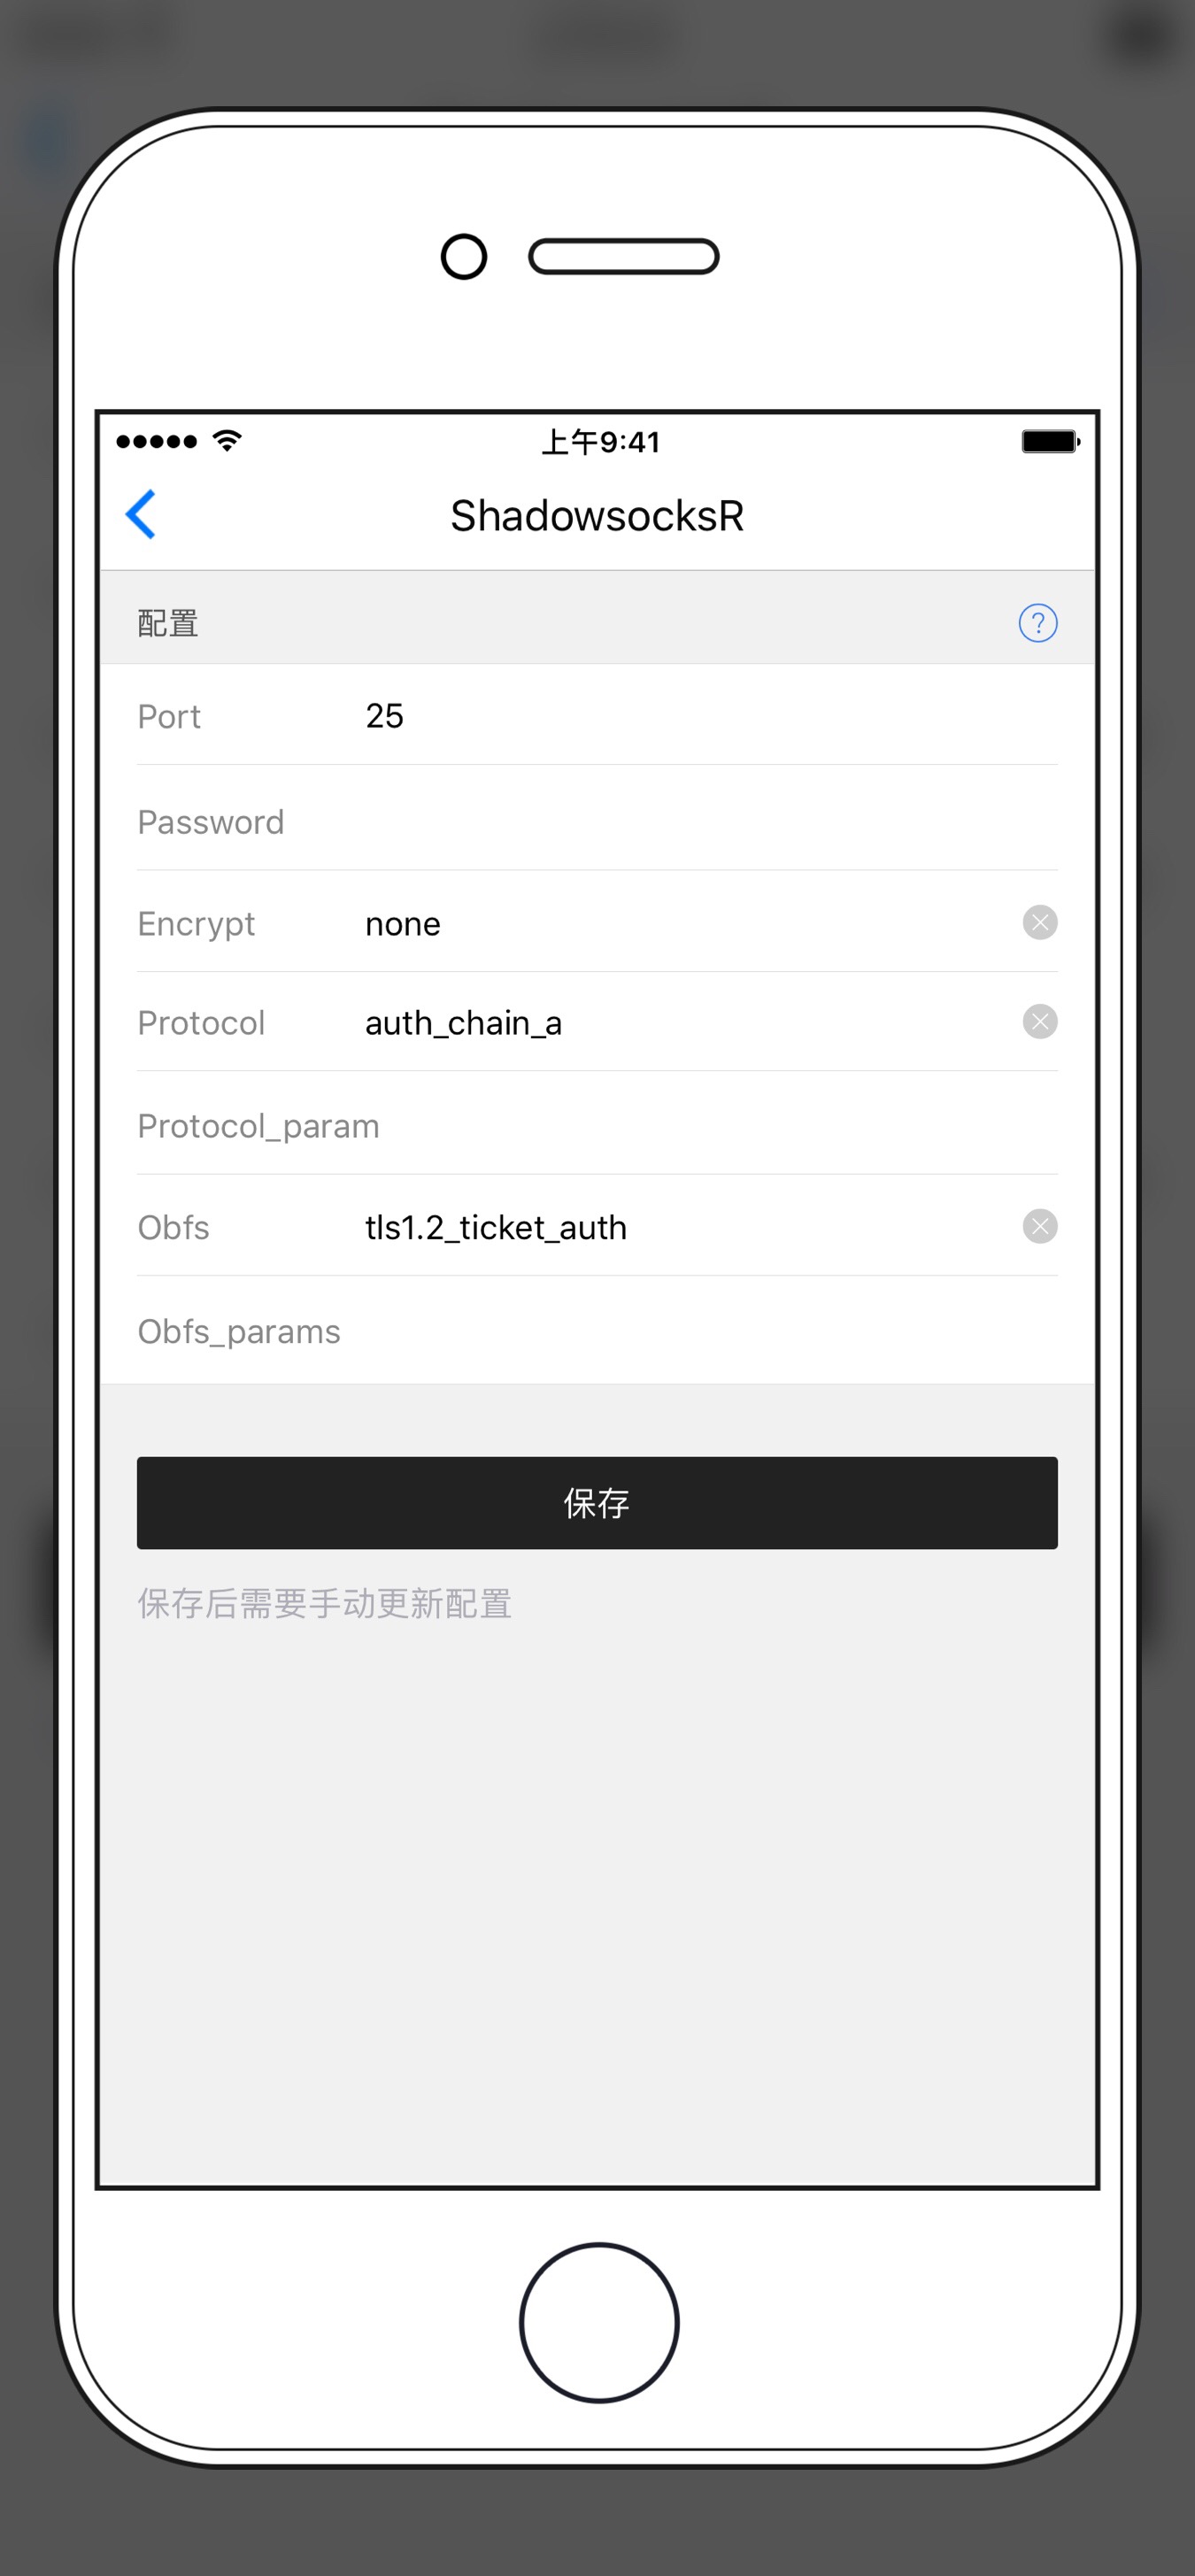 上午9:41
ShadowsocksR
配置
?
Port 25
Password
Encrypt none
Protocol auth_chain_a
Protocol_param
Obfs tls1.2_ticket_auth
Obfs_params
保存
保存后需要手动更新配置